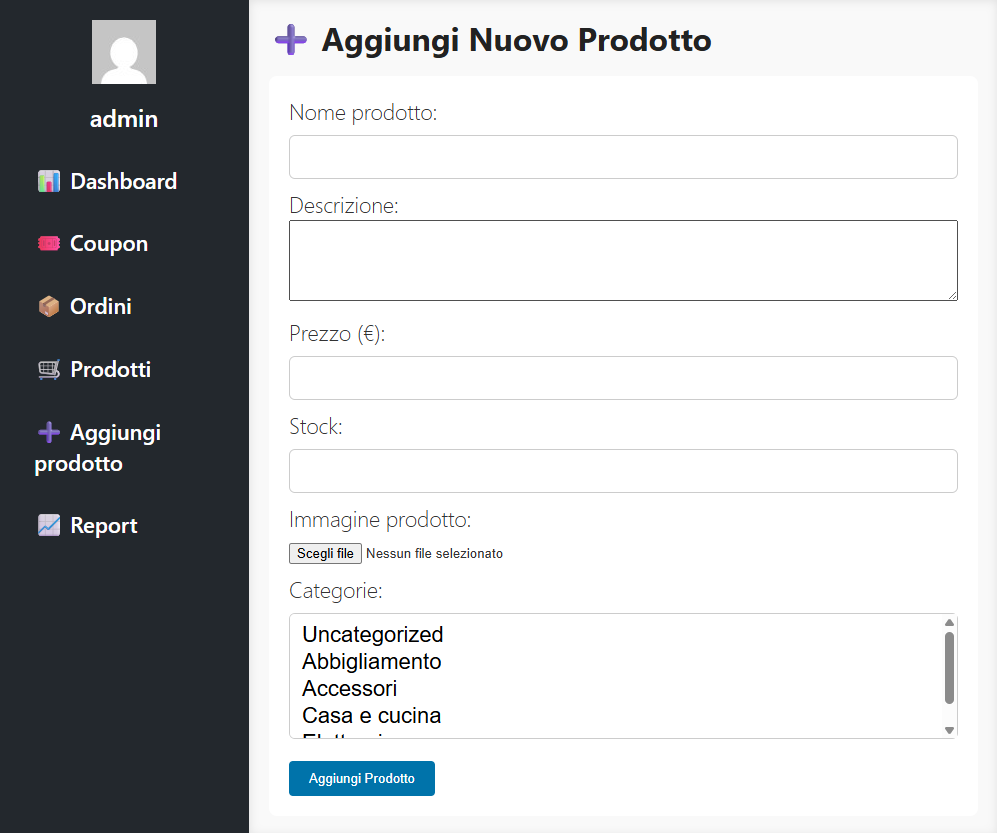 admin
Dashboard
Coupon
Ordini
Prodotti
Aggiungi
prodotto
Report
Aggiungi Nuovo Prodotto
Nome prodotto:
Descrizione:
Prezzo (€):
Stock:
Immagine prodotto:
Scegli file Nessun file selezionato
Categorie:
Uncategorized
Abbigliamento
Accessori
Casa e cucina
Aggiungi Prodotto